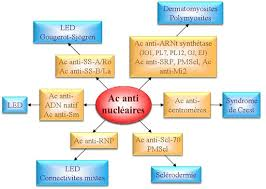 Dermatomyosites
Polymyosites
LED
Gougerot-Sjögren
Ac anti-SS-A/Ro
Ac anti-SS-B/La
Ac anti-ARNt synthétase
(JO1, PL7, PL12, OJ, EJ)
Ac anti-SRP, PMScl, Ac
anti-Mi2
LED
Ac anti-
ADN natif
Ac anti-Sm
Ac anti
nucléaires
Ac anti-
centromères
Syndrome
de Crest
Ac anti-RNP
Ac anti-Scl-70
PMScl
LED
Connectivites mixtes
Sclérodermie